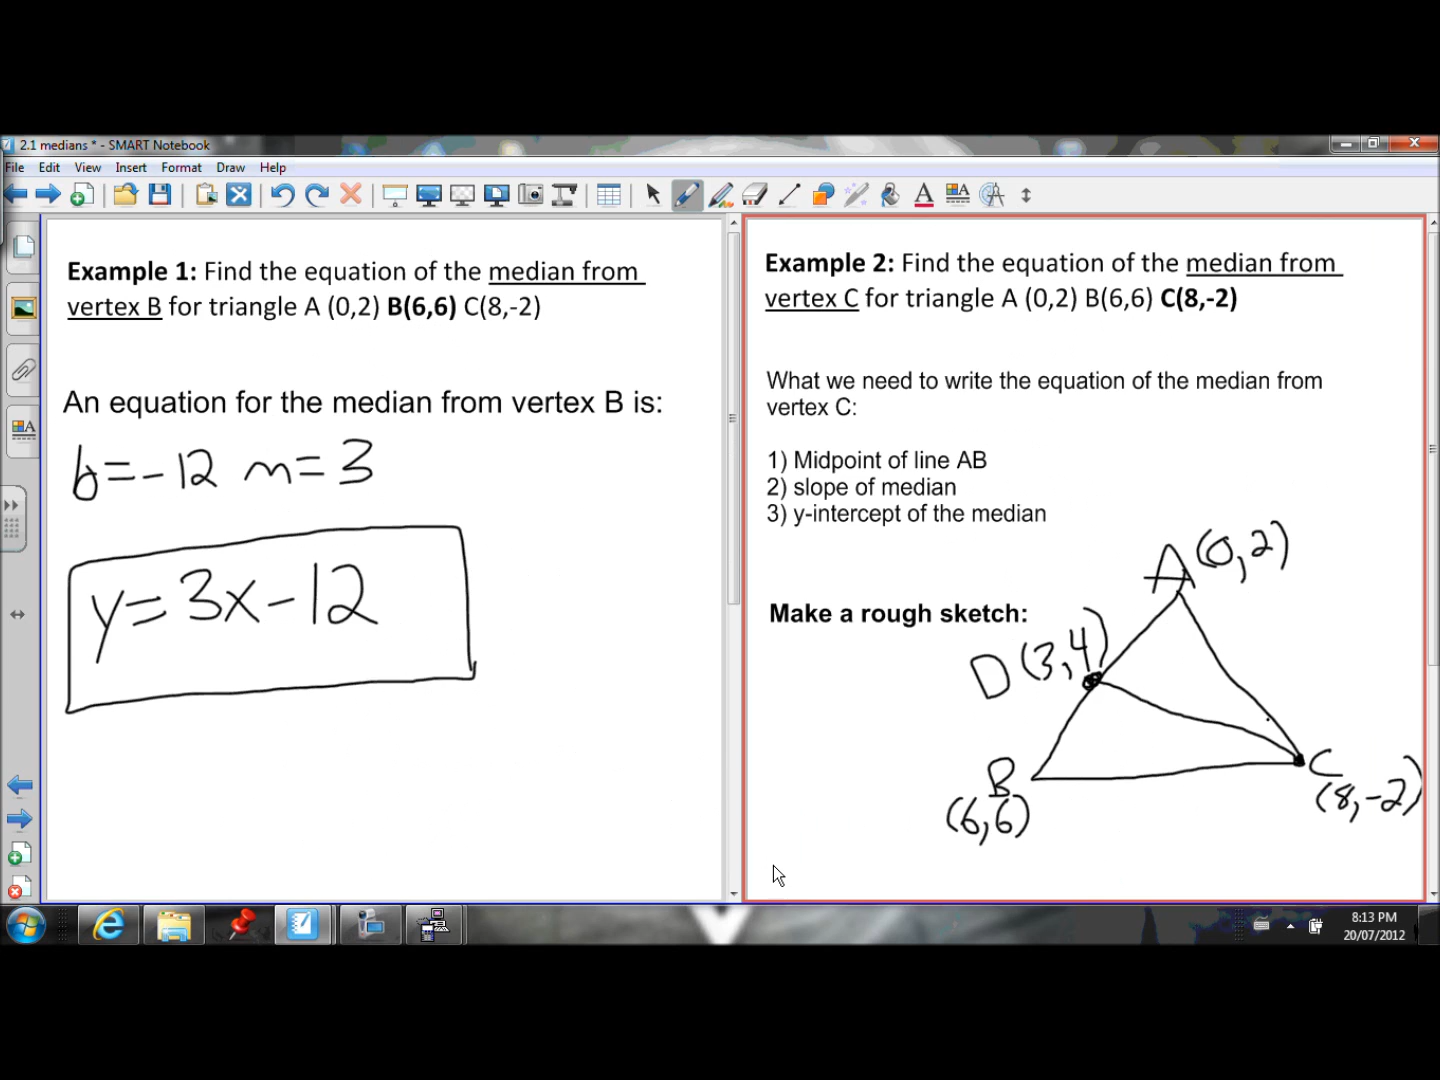 2.1 medians * - SMART Notebook
File Edit View Insert Format Draw Help
Example 1: Find the equation of the median from
vertex B for triangle A (0,2) B(6,6) C(8,-2)
An equation for the median from vertex B is:
b=-12 m=3
y=3x-12
Example 2: Find the equation of the median from
vertex C for triangle A (0,2) B(6,6) C(8,-2)
What we need to write the equation of the median from
vertex C:
1) Midpoint of line AB
2) slope of median
3) y-intercept of the median
Make a rough sketch:
A(0,2)
D(3,4)
B
(6,6)
C
(8,-2)
8:13 PM
20/07/2012